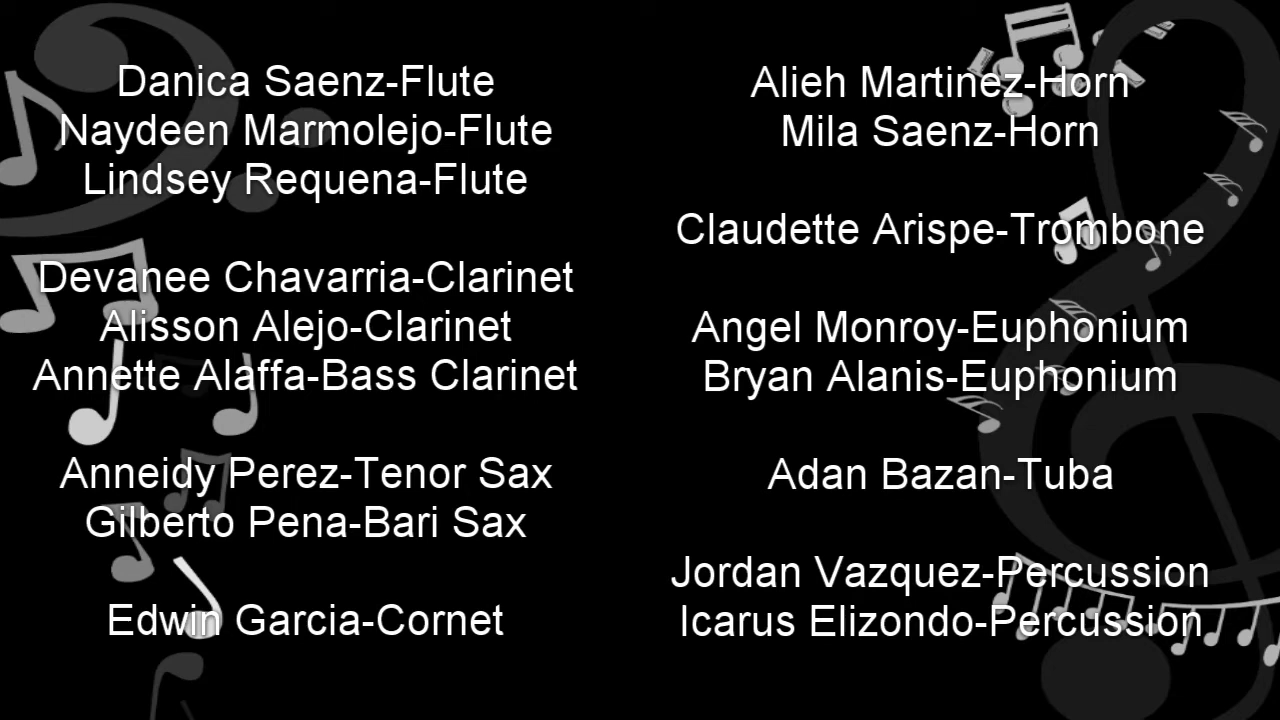 Danica Saenz-Flute
Naydeen Marmolejo-Flute
Lindsey Requena-Flute
Devanee Chavarria-Clarinet
Alisson Alejo-Clarinet
Annette Alaffa-Bass Clarinet
Anneidy Perez-Tenor Sax
Gilberto Pena-Bari Sax
Edwin Garcia-Cornet
Alieh Martinez-Horn
Mila Saenz-Horn
Claudette Arispe-Trombone
Angel Monroy-Euphonium
Bryan Alanis-Euphonium
Adan Bazan-Tuba
Jordan Vazquez-Percussion
Icarus Elizondo-Percussion